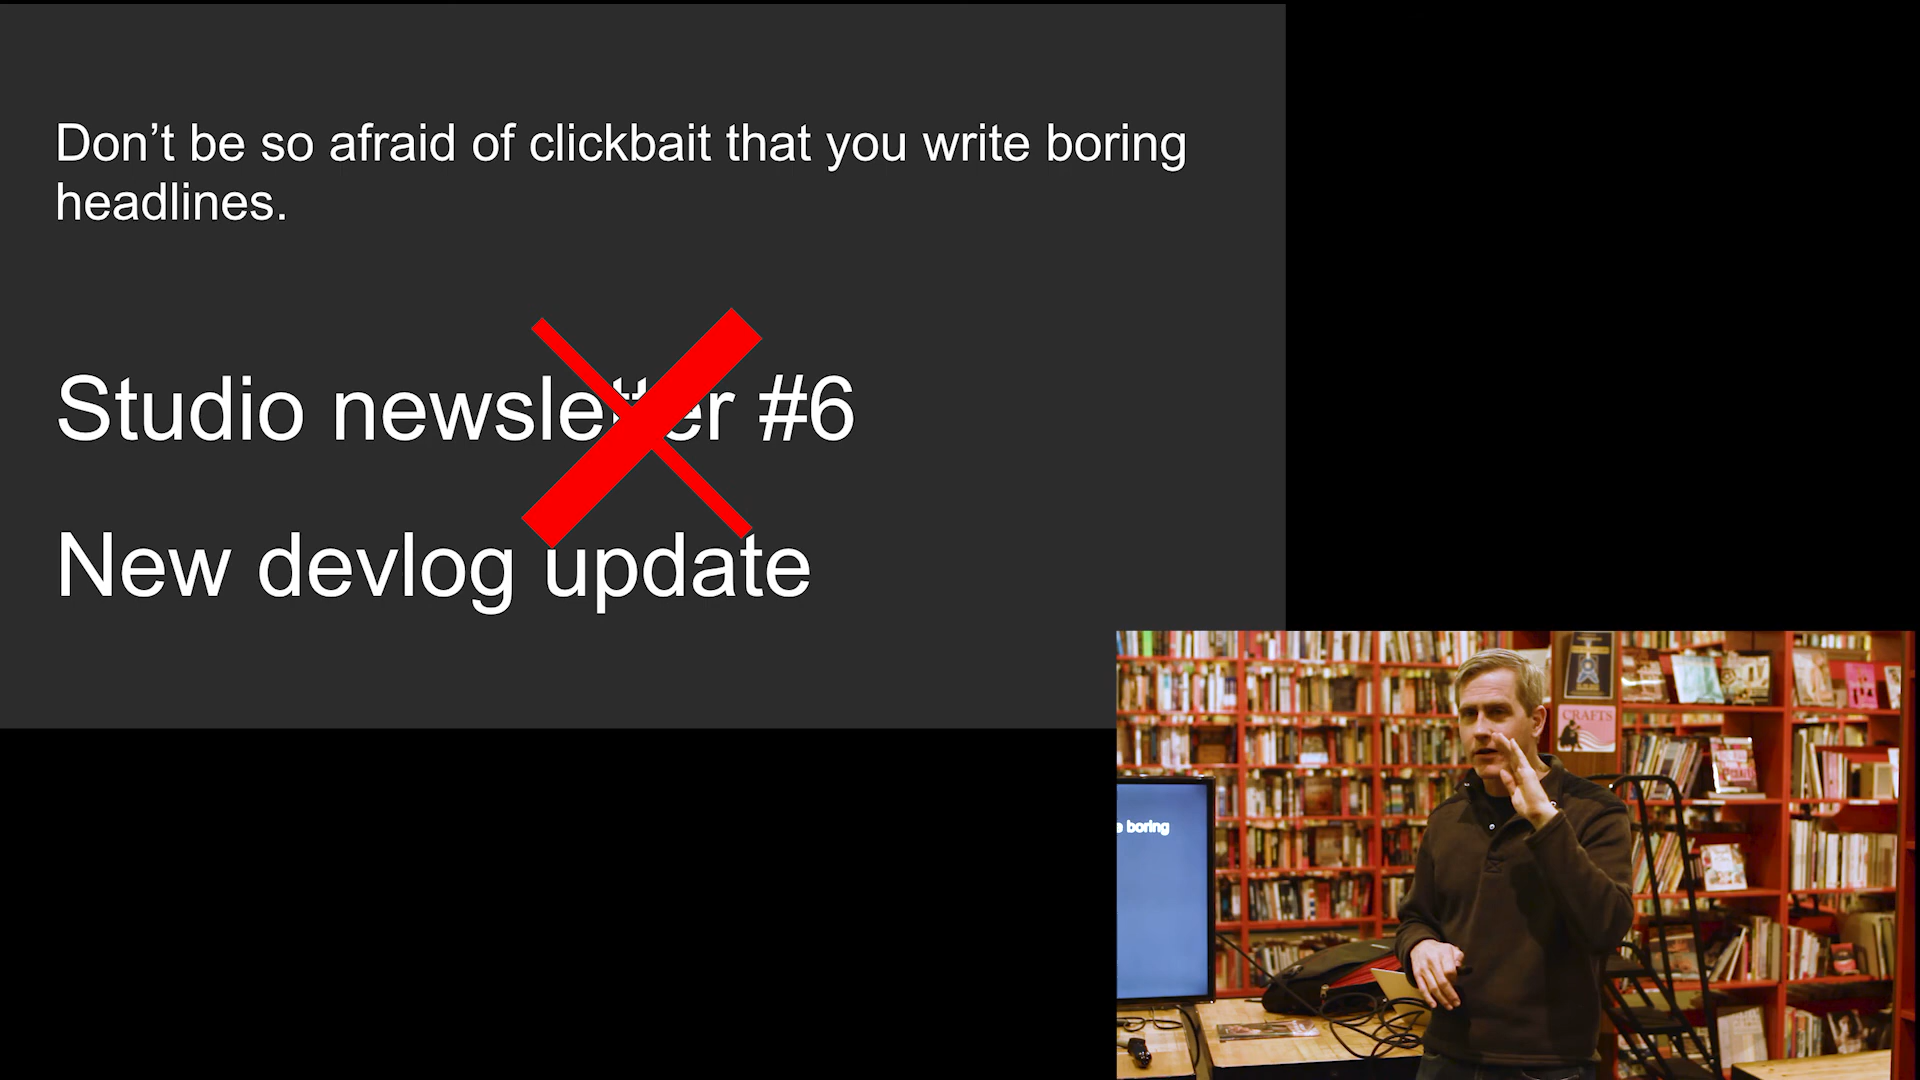 Don’t be so afraid of clickbait that you write boring
headlines.
Studio newsletter #6
New devlog update
boring
CRAFTS